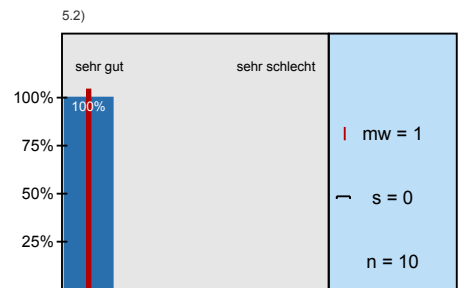 5.2)
sehr gut
sehr schlecht
100%
100%
75%
mw = 1
50%
s = 0
25%
n = 10